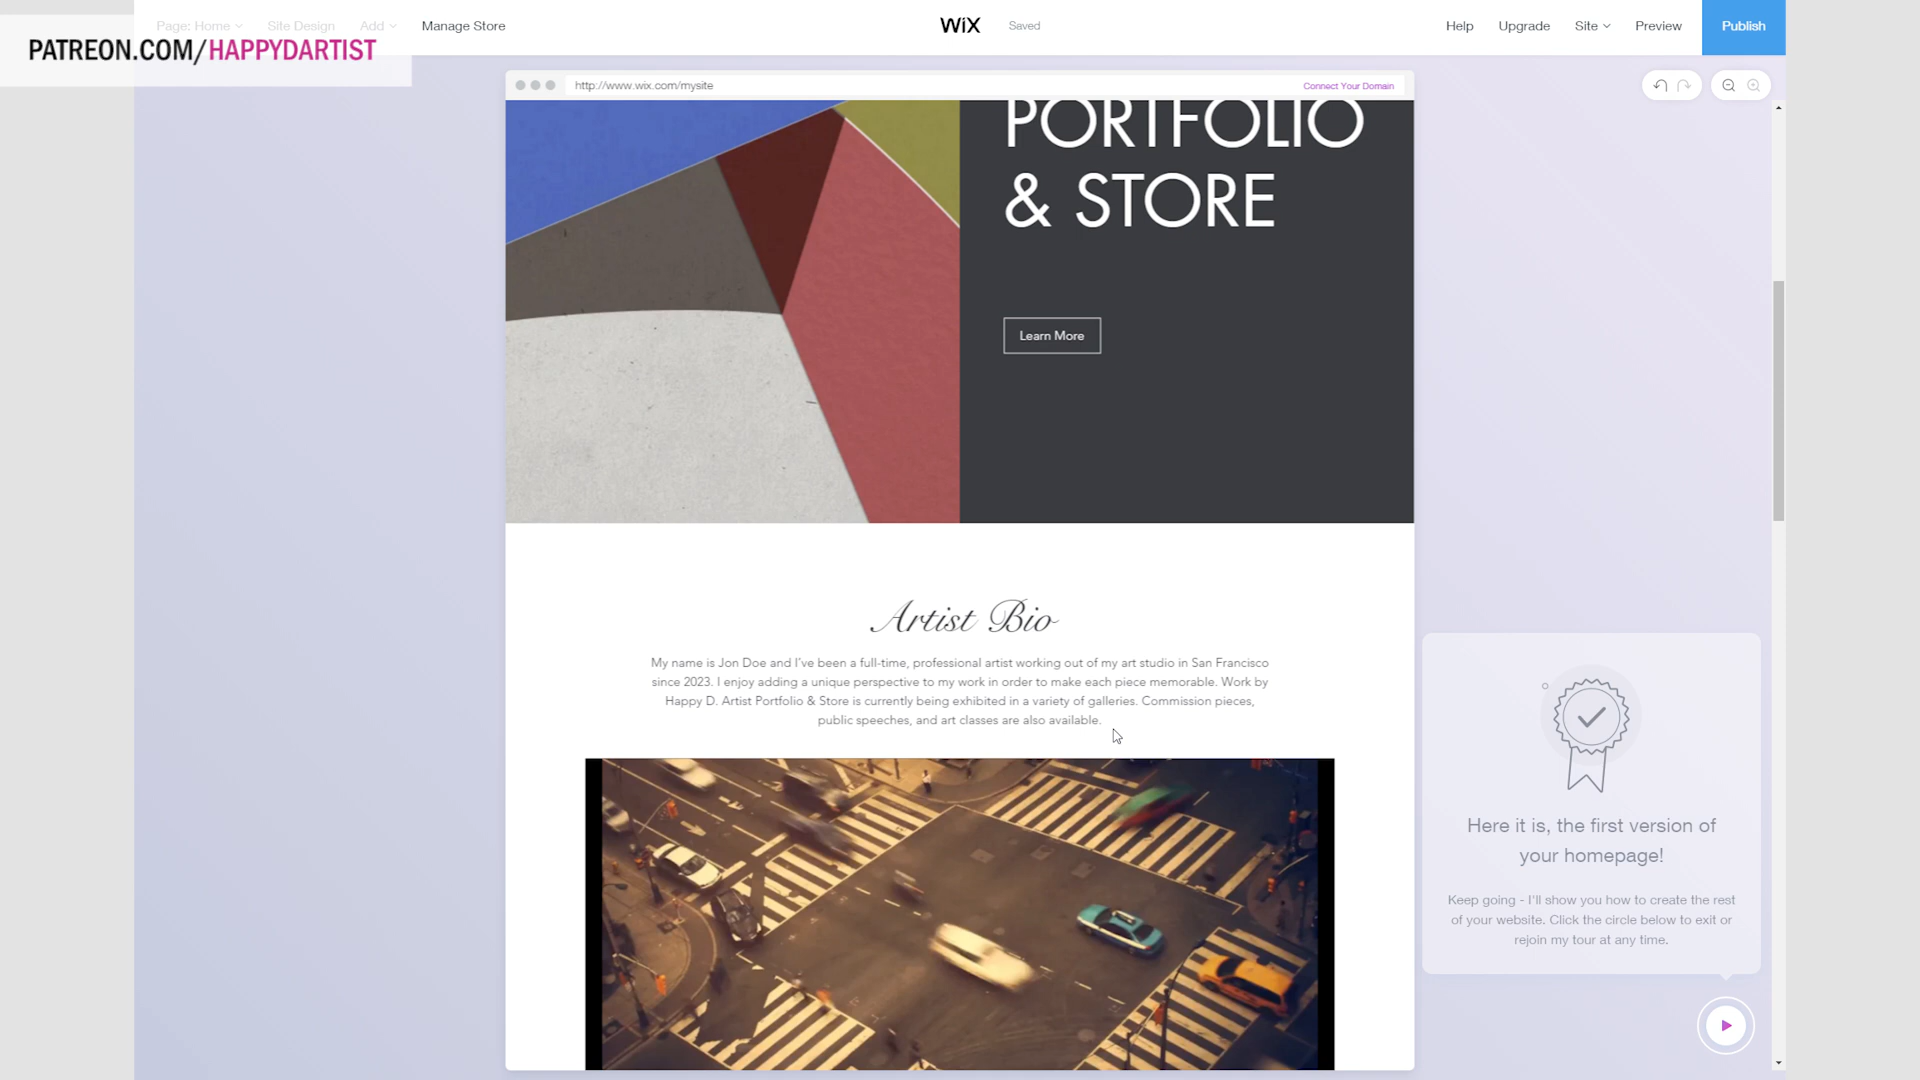 Page: Home
Site Design
Add
Manage Store
WiX
Saved
Help
Upgrade
Site
Preview
Publish
PATREON.COM/HAPPYDARTIST
http://www.wix.com/mysite
Connect Your Domain
PORTFOLIO
& STORE
Learn More
Artist Bio
My name is Jon Doe and I've been a full-time, professional artist working out of my art studio in San Francisco
since 2023. I enjoy adding a unique perspective to my work in order to make each piece memorable. Work by
Happy D. Artist Portfolio & Store is currently being exhibited in a variety of galleries. Commission pieces,
public speeches, and art classes are also available.
Here it is, the first version of
your homepage!
Keep going - I'll show you how to create the rest
of your website. Click the circle below to exit or
rejoin my tour at any time.